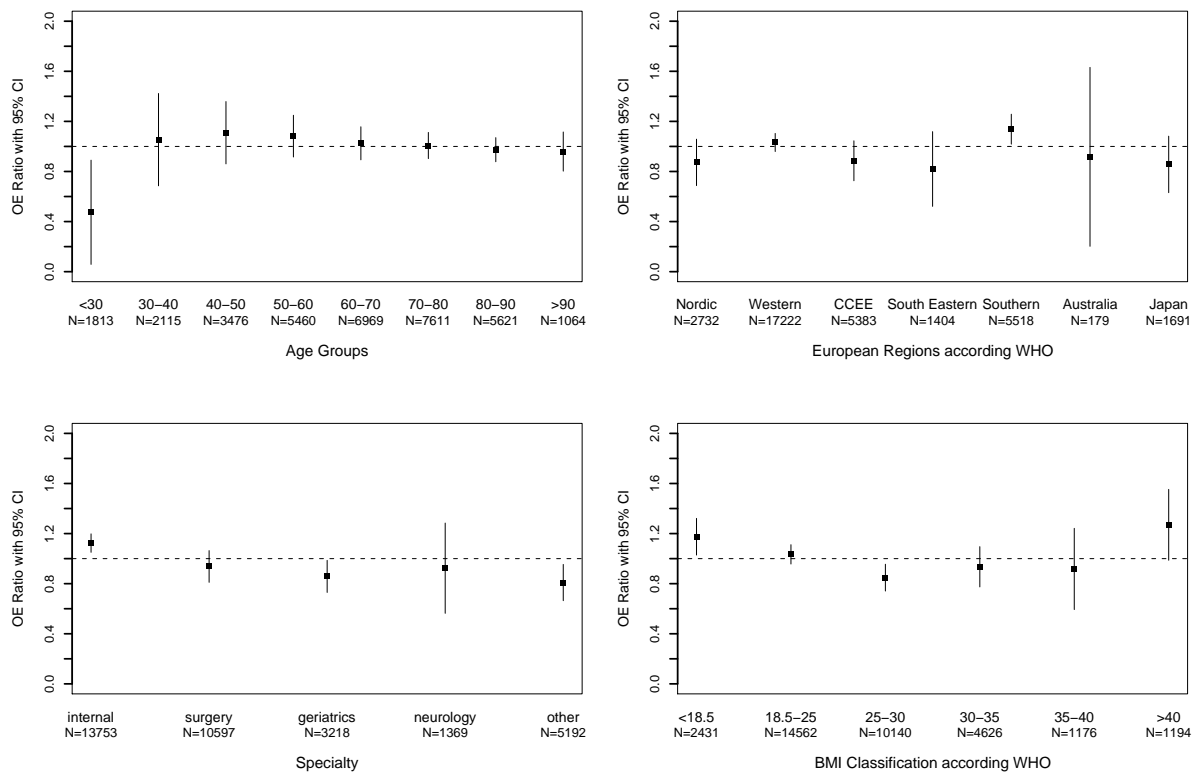 OE Ratio with 95% CI
2.0
1.6
1.2
0.8
0.4
0.0
<30 30–40 40–50 50–60 60–70 70–80 80–90 >90
N=1813 N=2115 N=3476 N=5460 N=6969 N=7611 N=5621 N=1064
Age Groups
OE Ratio with 95% CI
2.0
1.6
1.2
0.8
0.4
0.0
Nordic Western CCEE South Eastern Southern Australia Japan
N=2732 N=17222 N=5383 N=1404 N=5518 N=179 N=1691
European Regions according WHO
OE Ratio with 95% CI
2.0
1.6
1.2
0.8
0.4
0.0
internal surgery geriatrics neurology other
N=13753 N=10597 N=3218 N=1369 N=5192
Specialty
OE Ratio with 95% CI
2.0
1.6
1.2
0.8
0.4
0.0
<18.5 18.5–25 25–30 30–35 35–40 >40
N=2431 N=14562 N=10140 N=4626 N=1176 N=1194
BMI Classification according WHO